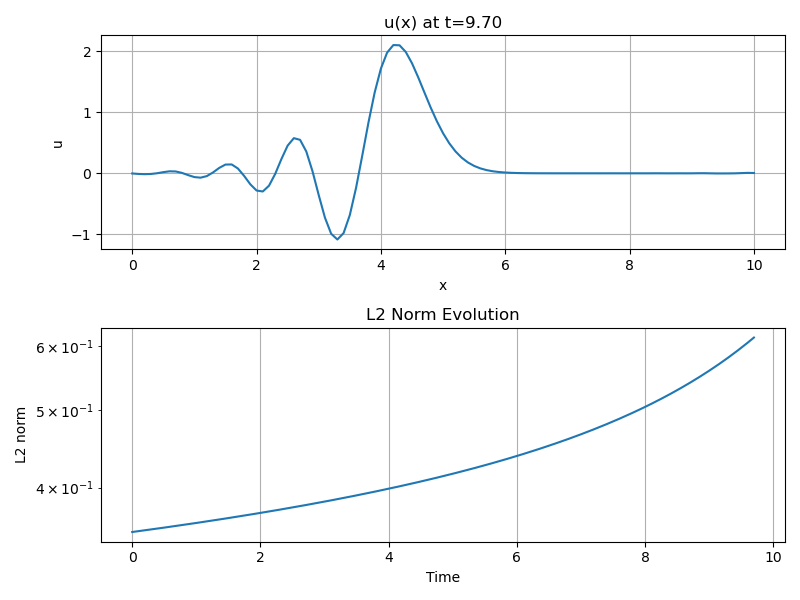 u(x) at t=9.70
2
1
0
−1
u
0 2 4 6 8 10
x
L2 Norm Evolution
6 × 10⁻¹
5 × 10⁻¹
4 × 10⁻¹
L2 norm
0 2 4 6 8 10
Time